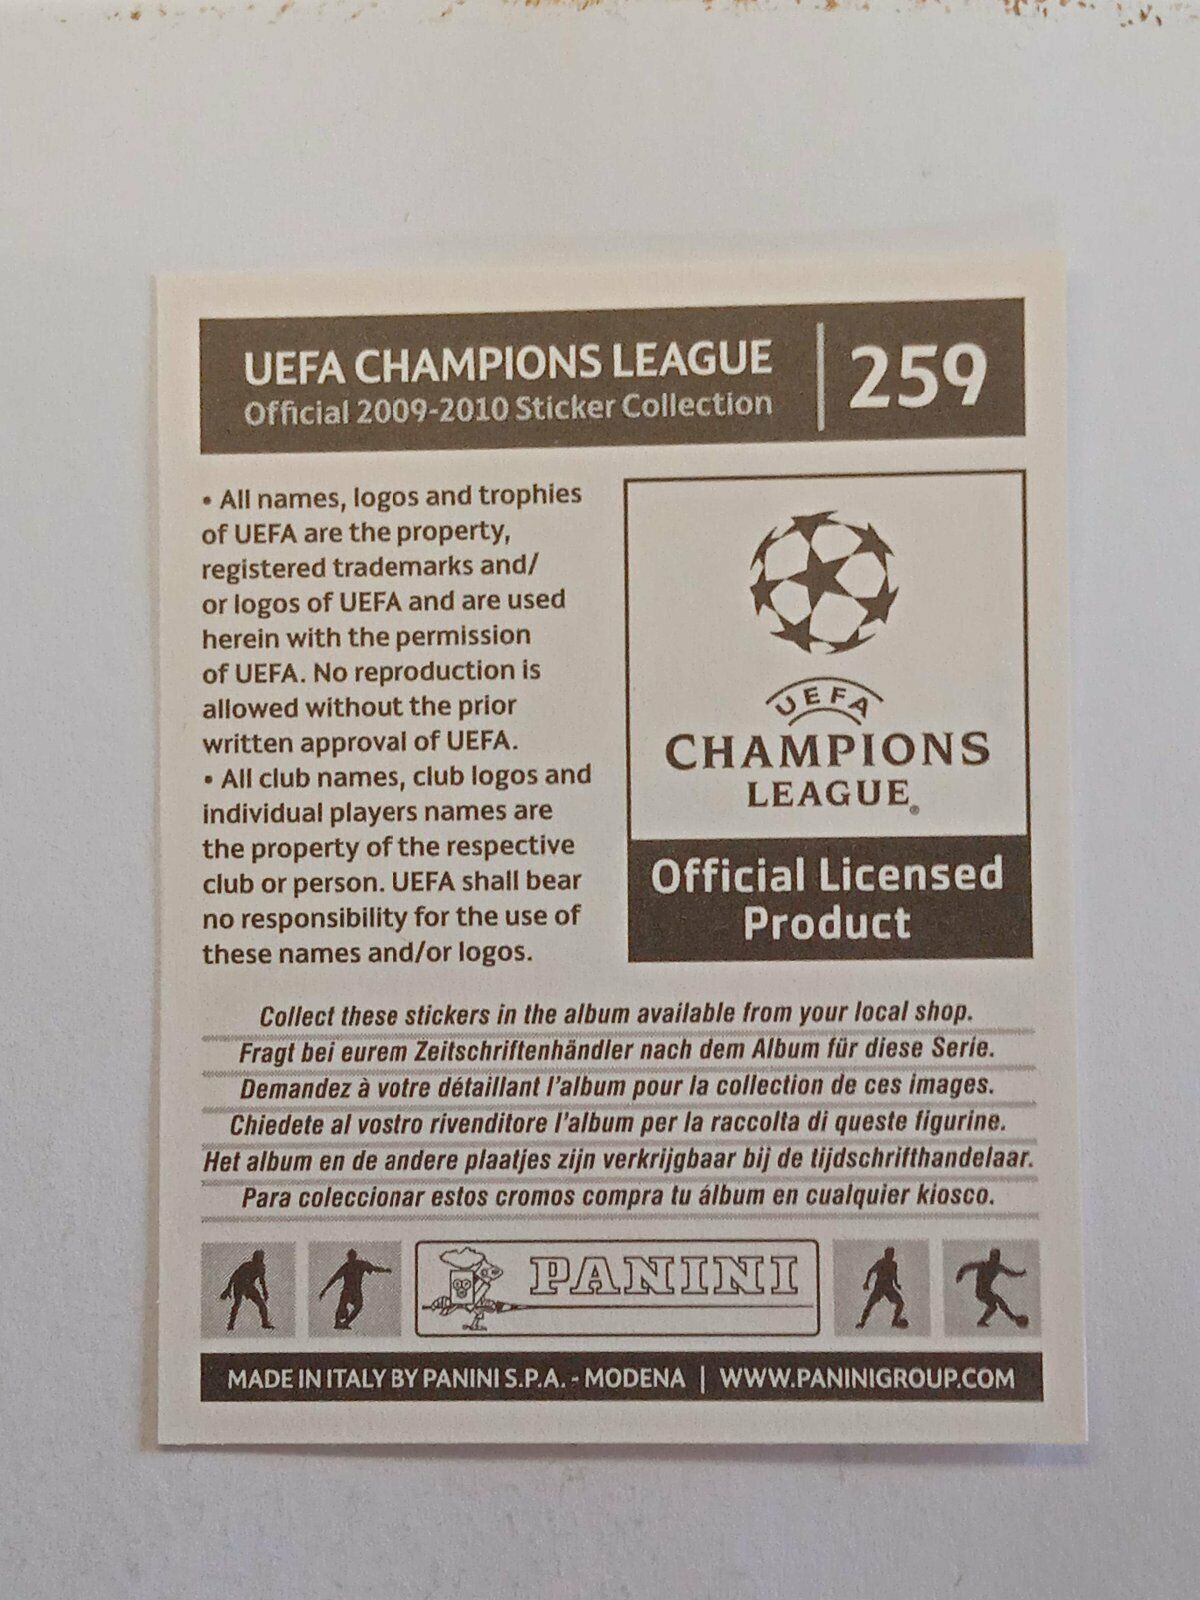 UEFA CHAMPIONS LEAGUE
Official 2009-2010 Sticker Collection
259
• All names, logos and trophies
of UEFA are the property,
registered trademarks and/
or logos of UEFA and are used
herein with the permission
of UEFA. No reproduction is
allowed without the prior
written approval of UEFA.
• All club names, club logos and
individual players names are
the property of the respective
club or person. UEFA shall bear
no responsibility for the use of
these names and/or logos.
UEFA
CHAMPIONS
LEAGUE®
Official Licensed
Product
Collect these stickers in the album available from your local shop.
Fragt bei eurem Zeitschriftenhändler nach dem Album für diese Serie.
Demandez à votre détaillant l'album pour la collection de ces images.
Chiedete al vostro rivenditore l'album per la raccolta di queste figurine.
Het album en de andere plaatjes zijn verkrijgbaar bij de tijdschrifthandelaar.
Para coleccionar estos cromos compra tu álbum en cualquier kiosco.
PANINI
MADE IN ITALY BY PANINI S.P.A. - MODENA | WWW.PANINIGROUP.COM